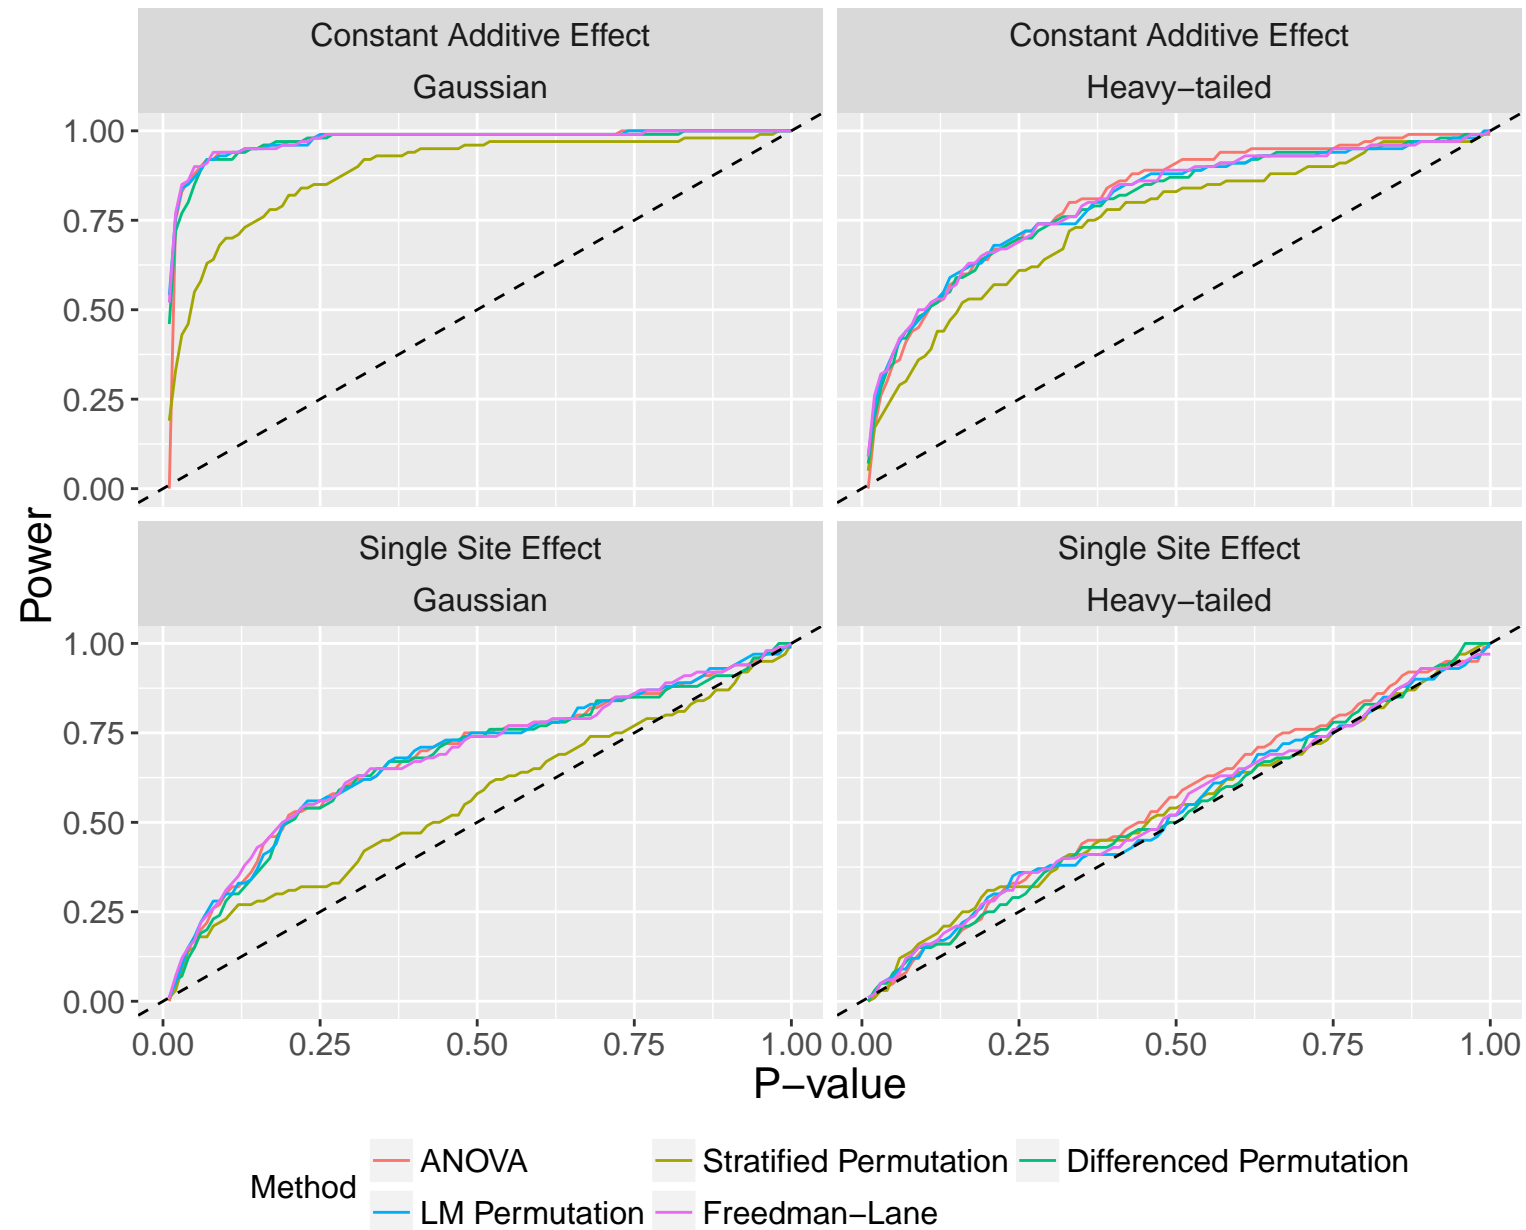 Constant Additive Effect
Gaussian
Constant Additive Effect
Heavy−tailed
1.00
0.75
0.50
0.25
0.00
Power
Single Site Effect
Gaussian
Single Site Effect
Heavy−tailed
1.00
0.75
0.50
0.25
0.00
0.00 0.25 0.50 0.75 1.00 0.00 0.25 0.50 0.75 1.00
P−value
Method
ANOVA Stratified Permutation Differenced Permutation
LM Permutation Freedman−Lane